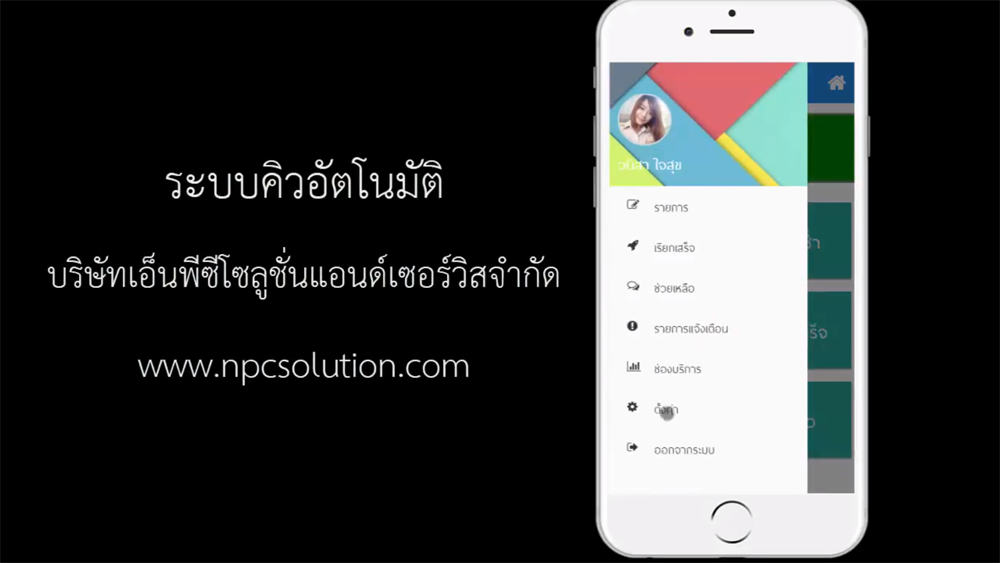 ระบบคิวอัตโนมัติ
บริษัทเอ็นพีซีโซลูชั่นแอนด์เซอร์วิสจำกัด
www.npcsolution.com
ใจสุข
รายการ
เรียกเสร็จ
ช่วยเหลือ
รายการแจ้งเตือน
ช่องบริการ
ตั้งค่า
ออกจากระบบ